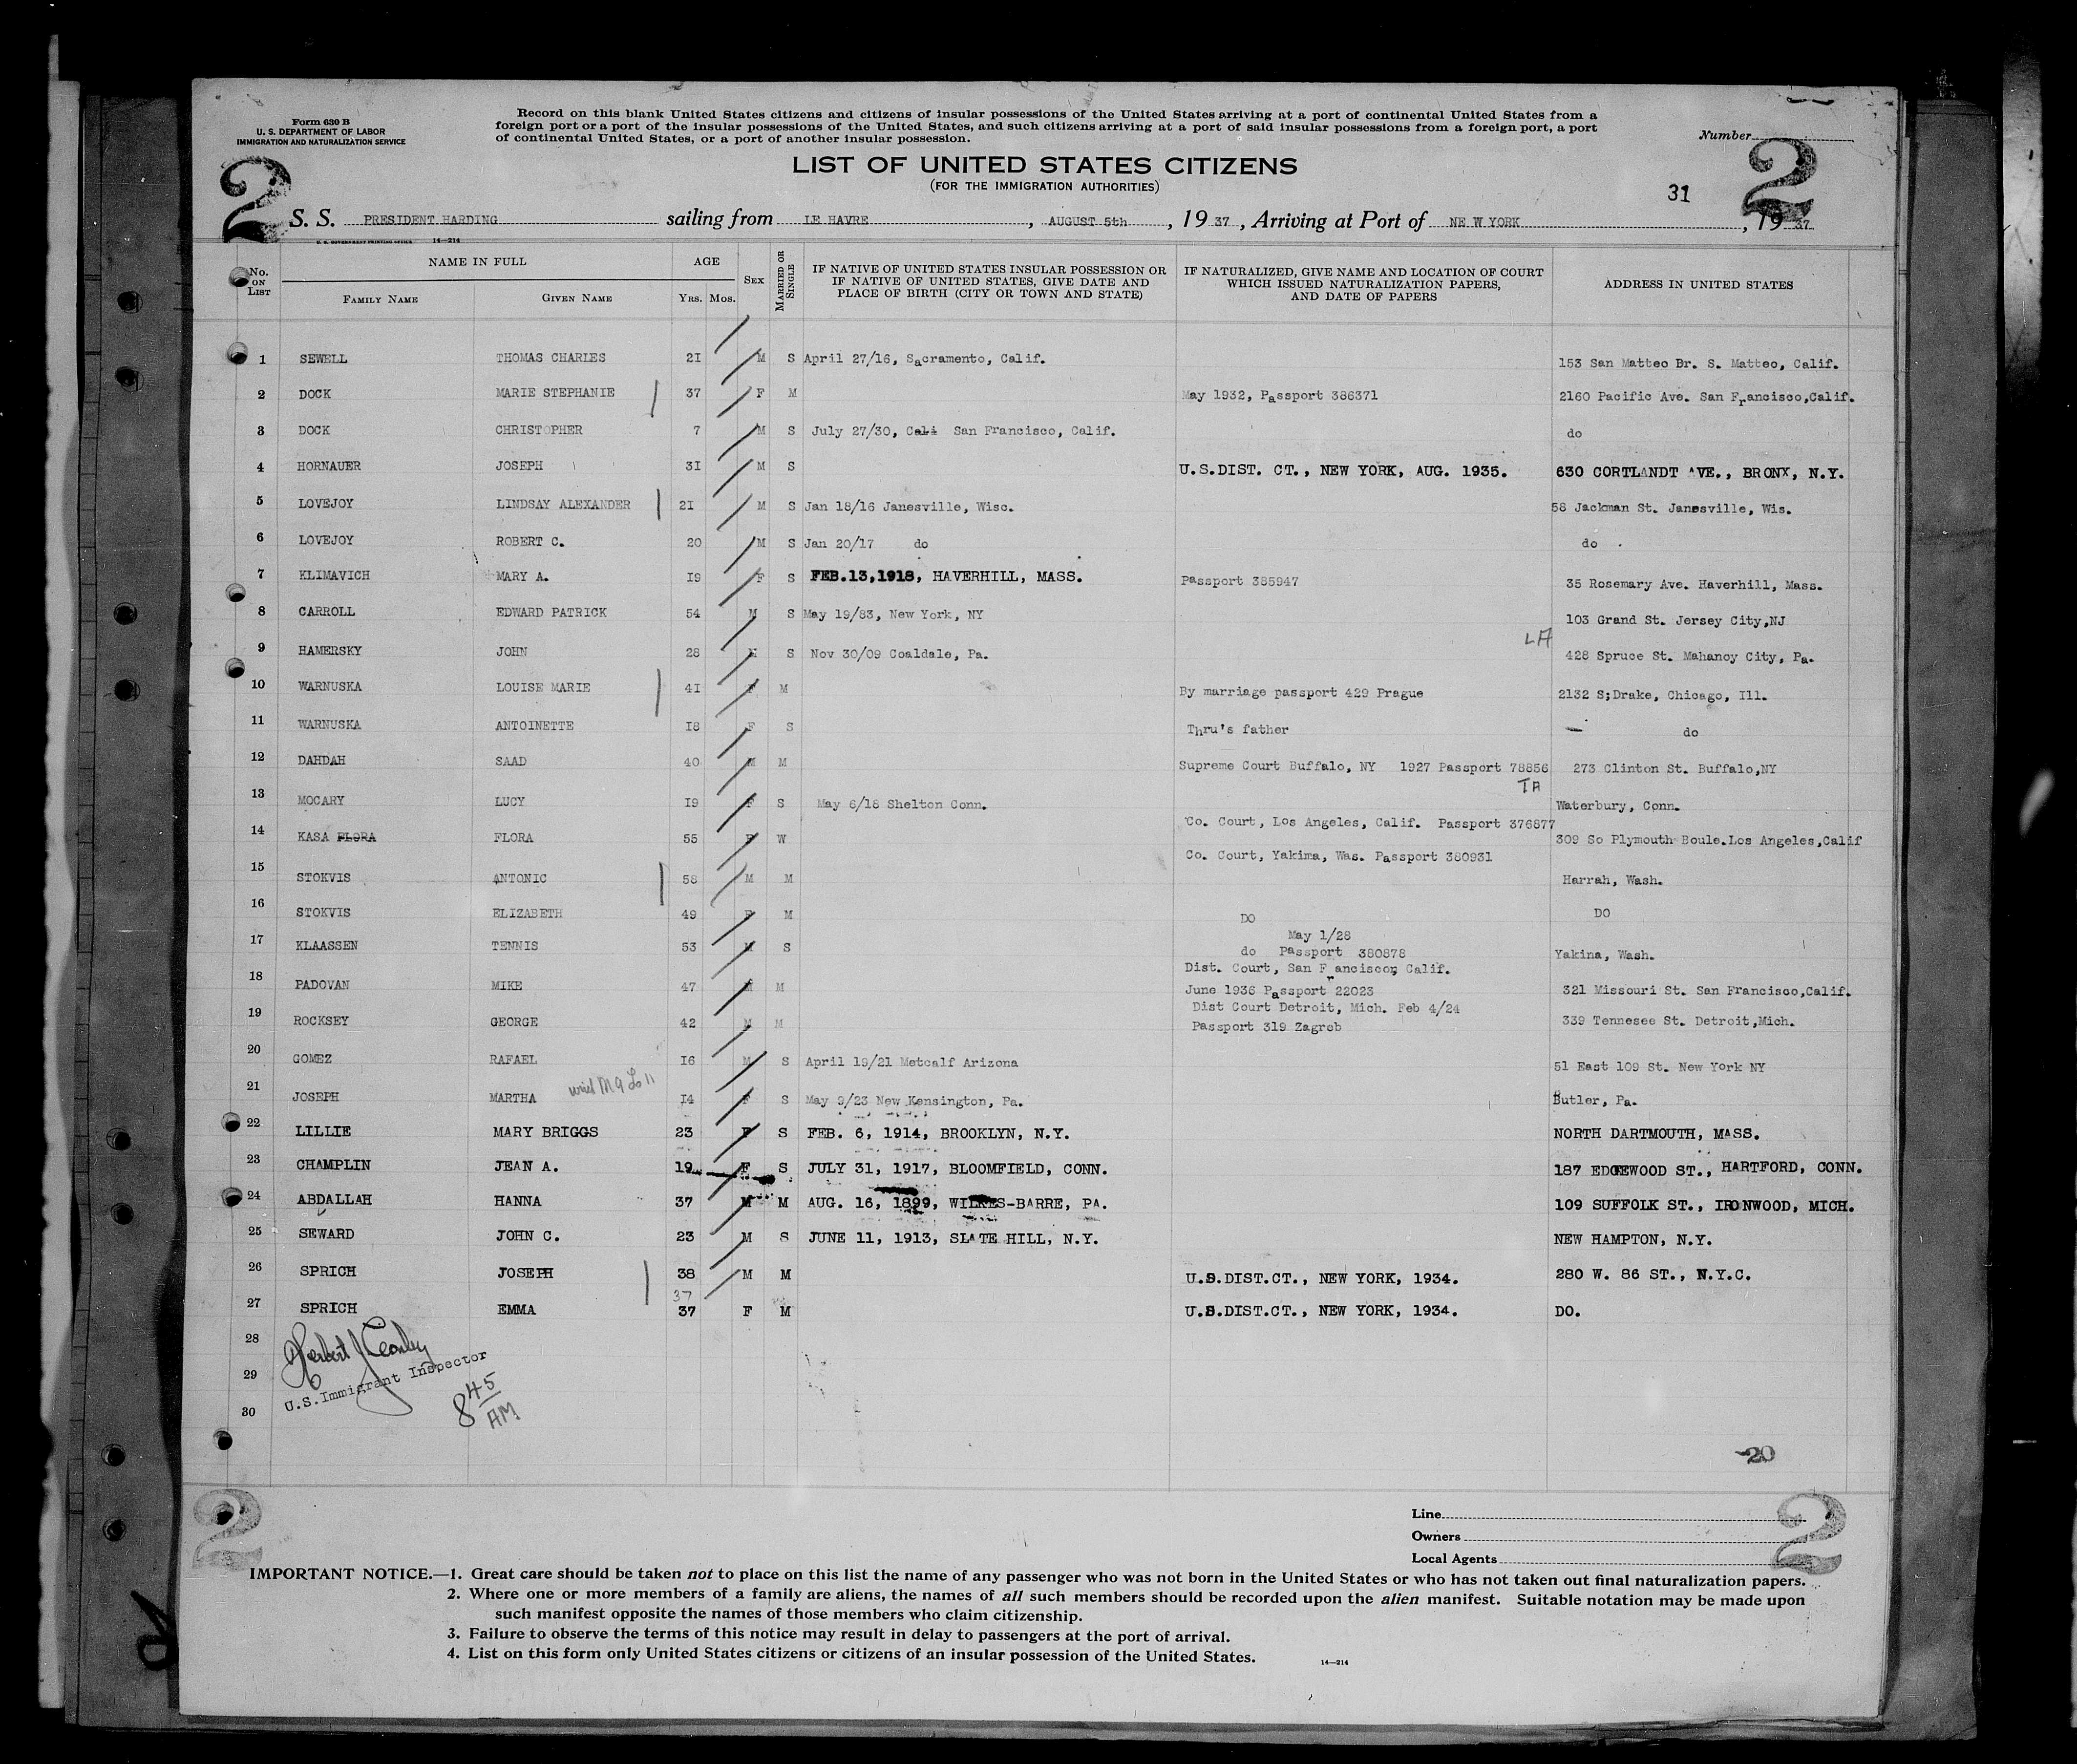 Form 630 B
U. S. DEPARTMENT OF LABOR
IMMIGRATION AND NATURALIZATION SERVICE
Record on this blank United States citizens and citizens of insular possessions of the United States arriving at a port of continental United States from a
foreign port or a port of the insular possessions of the United States, and such citizens arriving at a port of said insular possessions from a foreign port, a port
of continental United States, or a port of another insular possession.
Number
2
2
LIST OF UNITED STATES CITIZENS
(FOR THE IMMIGRATION AUTHORITIES)
31
S. S. PRESIDENT HARDING sailing from LE HAVRE, AUGUST 5th, 19 37, Arriving at Port of NE W YORK, 19 37
U. S. GOVERNMENT PRINTING OFFICE 14—214
No. ON LIST NAME IN FULL FAMILY NAME GIVEN NAME AGE YRS. MOS. SEX MARRIED OR SINGLE IF NATIVE OF UNITED STATES INSULAR POSSESSION OR IF NATIVE OF UNITED STATES, GIVE DATE AND PLACE OF BIRTH (CITY OR TOWN AND STATE) IF NATURALIZED, GIVE NAME AND LOCATION OF COURT WHICH ISSUED NATURALIZATION PAPERS, AND DATE OF PAPERS ADDRESS IN UNITED STATES
1 SEWELL THOMAS CHARLES 21 M S April 27/16, Sacramento, Calif. 153 San Matteo Br. S. Matteo, Calif.
2 DOCK MARIE STEPHANIE 37 F M May 1932, Passport 386371 2160 Pacific Ave. San Francisco,Calif.
3 DOCK CHRISTOPHER 7 M S July 27/30, Cali San Francisco, Calif. do
4 HORNAUER JOSEPH 31 M S U.S.DIST. CT., NEW YORK, AUG. 1935. 630 CORTLANDT AVE., BRONX, N.Y.
5 LOVEJOY LINDSAY ALEXANDER 21 M S Jan 18/16 Janesville, Wisc. 58 Jackman St. Janesville, Wis.
6 LOVEJOY ROBERT C. 20 M S Jan 20/17 do do
7 KLIMAVICH MARY A. 19 F S FEB.13,1918, HAVERHILL, MASS. Passport 385947 35 Rosemary Ave. Haverhill, Mass.
8 CARROLL EDWARD PATRICK 54 M S May 19/83, New York, NY 103 Grand St. Jersey City,NJ
LA
9 HAMERSKY JOHN 28 M S Nov 30/09 Coaldale, Pa. 428 Spruce St. Mahanoy City, Pa.
10 WARNUSKA LOUISE MARIE 41 F M By marriage passport 429 Prague 2132 S;Drake, Chicago, Ill.
11 WARNUSKA ANTOINETTE 18 F S Thru's father do
12 DAHDAH SAAD 40 M M Supreme Court Buffalo, NY 1927 Passport 78856 273 Clinton St. Buffalo,NY
TA
13 MOCARY LUCY 19 F S May 6/18 Shelton Conn. Waterbury, Conn.
14 KASA FLORA FLORA 55 F W Co. Court, Los Angeles, Calif. Passport 376877 309 So Plymouth Boule.Los Angeles,Calif
15 STOKVIS ANTONIC 58 M M Co. Court, Yakima, Was. Passport 380931 Harrah, Wash.
16 STOKVIS ELIZABETH 49 F M DO DO
May 1/28
17 KLAASSEN TENNIS 53 M S do Passport 380878 Yakina, Wash.
Dist. Court, San Francisco, Calif.
18 PADOVAN MIKE 47 M M June 1936 Passport 22023 321 Missouri St. San Francisco,Calif.
Dist Court Detroit, Mich. Feb 4/24
19 ROCKSEY GEORGE 42 M M Passport 319 Zagreb 339 Tennesee St. Detroit,Mich.
20 GOMEZ RAFAEL 16 M S April 19/21 Metcalf Arizona 51 East 109 St. New York NY
21 JOSEPH MARTHA 14 F S May 9/23 New Kensington, Pa. Butler, Pa.
22 LILLIE MARY BRIGGS 23 F S FEB. 6, 1914, BROOKLYN, N.Y. NORTH DARTMOUTH, MASS.
23 CHAMPLIN JEAN A. 19 F S JULY 31, 1917, BLOOMFIELD, CONN. 187 EDGEWOOD ST., HARTFORD, CONN.
24 ABDALLAH HANNA 37 M M AUG. 16, 1899, WILKES-BARRE, PA. 109 SUFFOLK ST., IRONWOOD, MICH.
25 SEWARD JOHN C. 23 M S JUNE 11, 1913, SLATE HILL, N.Y. NEW HAMPTON, N.Y.
26 SPRICH JOSEPH 38 M M U.S.DIST.CT., NEW YORK, 1934. 280 W. 86 ST., N.Y.C.
37
27 SPRICH EMMA 37 F M U.S.DIST.CT., NEW YORK, 1934. DO.
28
29
U.S.Immigrant Inspector
30
8 45 AM
20
2
2
Line
Owners
Local Agents
IMPORTANT NOTICE.—1. Great care should be taken not to place on this list the name of any passenger who was not born in the United States or who has not taken out final naturalization papers.
2. Where one or more members of a family are aliens, the names of all such members should be recorded upon the alien manifest. Suitable notation may be made upon
such manifest opposite the names of those members who claim citizenship.
3. Failure to observe the terms of this notice may result in delay to passengers at the port of arrival.
4. List on this form only United States citizens or citizens of an insular possession of the United States.
14—214